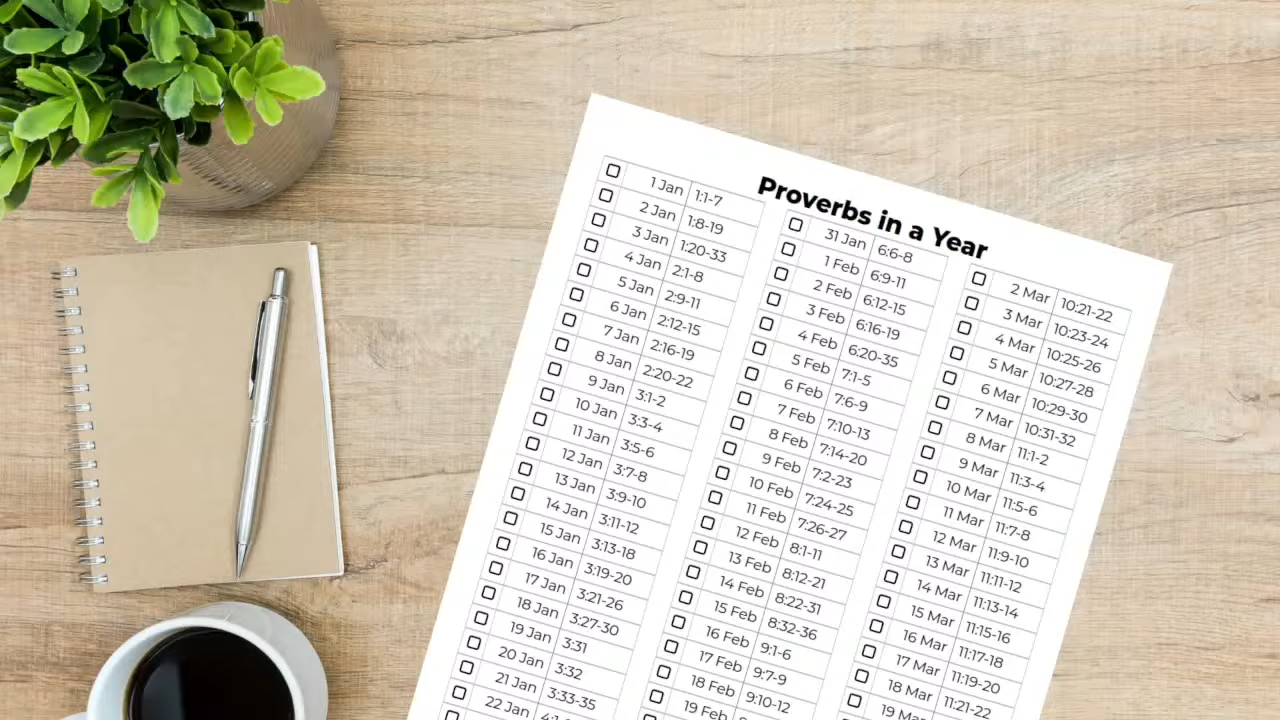 Proverbs in a Year
1 Jan 1:1-7
2 Jan 1:8-19
3 Jan 1:20-33
4 Jan 2:1-8
5 Jan 2:9-11
6 Jan 2:12-15
7 Jan 2:16-19
8 Jan 2:20-22
9 Jan 3:1-2
10 Jan 3:3-4
11 Jan 3:5-6
12 Jan 3:7-8
13 Jan 3:9-10
14 Jan 3:11-12
15 Jan 3:13-18
16 Jan 3:19-20
17 Jan 3:21-26
18 Jan 3:27-30
19 Jan 3:31
20 Jan 3:32
21 Jan 3:33-35
22 Jan
31 Jan 6:6-8
1 Feb 6:9-11
2 Feb 6:12-15
3 Feb 6:16-19
4 Feb 6:20-35
5 Feb 7:1-5
6 Feb 7:6-9
7 Feb 7:10-13
8 Feb 7:14-20
9 Feb 7:2-23
10 Feb 7:24-25
11 Feb 7:26-27
12 Feb 8:1-11
13 Feb 8:12-21
14 Feb 8:22-31
15 Feb 8:32-36
16 Feb 9:1-6
17 Feb 9:7-9
18 Feb 9:10-12
19 Feb
2 Mar 10:21-22
3 Mar 10:23-24
4 Mar 10:25-26
5 Mar 10:27-28
6 Mar 10:29-30
7 Mar 10:31-32
8 Mar 11:1-2
9 Mar 11:3-4
10 Mar 11:5-6
11 Mar 11:7-8
12 Mar 11:9-10
13 Mar 11:11-12
14 Mar 11:13-14
15 Mar 11:15-16
16 Mar 11:17-18
17 Mar 11:19-20
18 Mar 11:21-22
19 Mar